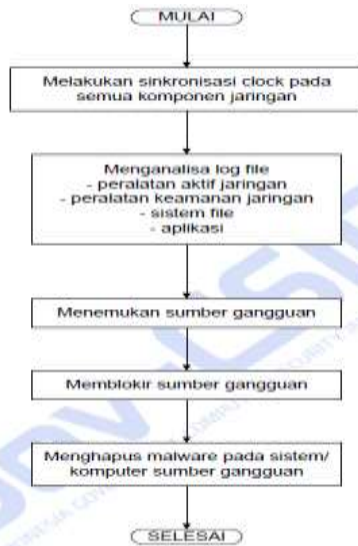 MULAI
Melakukan sinkronisasi clock pada
semua komponen jaringan
Menganalisa log file
- peralatan aktif jaringan
- peralatan keamanan jaringan
- sistem file
- aplikasi
Menemukan sumber gangguan
Memblokir sumber gangguan
Menghapus malware pada sistem/
komputer sumber gangguan
SELESAI